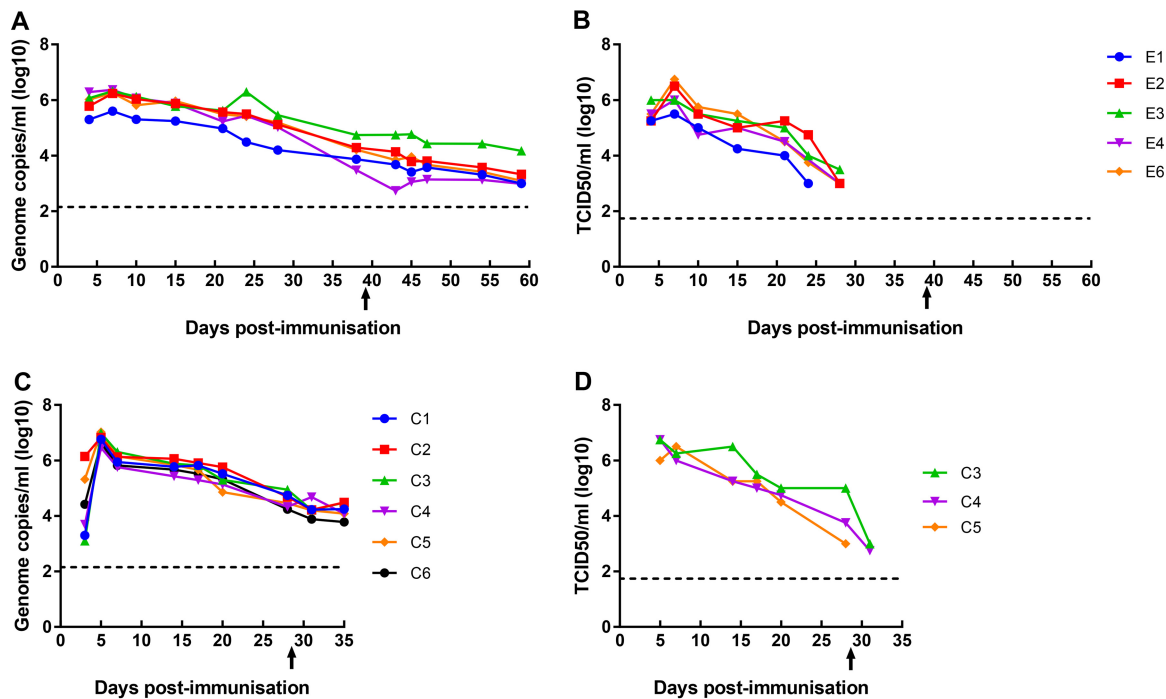 A
Genome copies/ml (log10)
8
6
4
2
0
0 5 10 15 20 25 30 35 40 45 50 55 60
Days post-immunisation
B
TCID50/ml (log10)
8
6
4
2
0
0 5 10 15 20 25 30 35 40 45 50 55 60
Days post-immunisation
E1
E2
E3
E4
E6
C
Genome copies/ml (log10)
8
6
4
2
0
0 5 10 15 20 25 30 35
Days post-immunisation
C1
C2
C3
C4
C5
C6
D
TCID50/ml (log10)
8
6
4
2
0
0 5 10 15 20 25 30 35
Days post-immunisation
C3
C4
C5